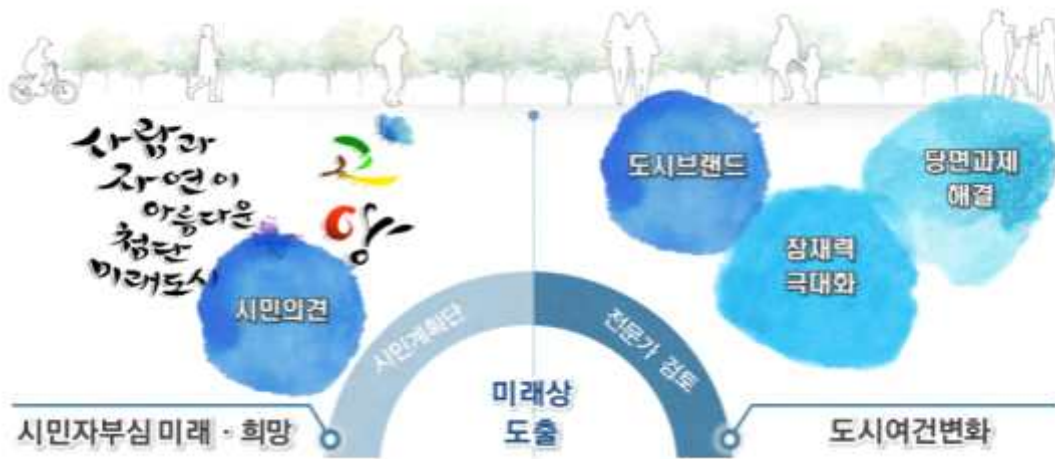 사람과
자연이
아름다운
첨단
미래도시
고
양
시민의견
도시브랜드
당면과제
해결
잠재력
극대화
시민계획단
전문가 검토
미래상
도출
시민자부심 미래 · 희망
도시여건변화